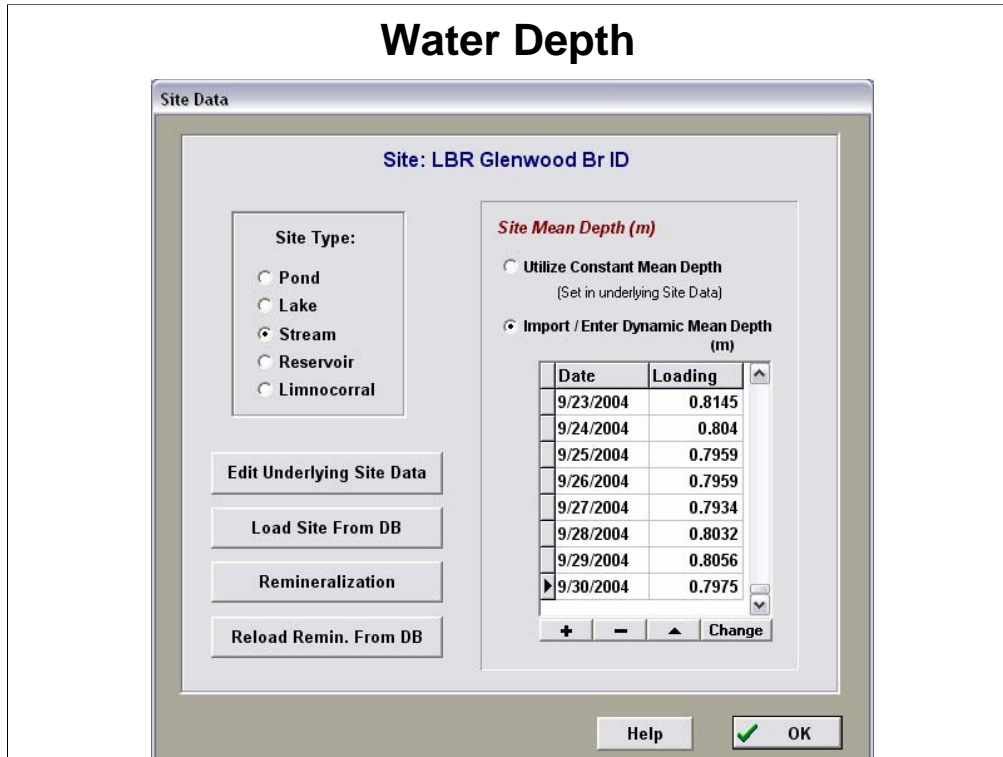 Water Depth
Site Data
Site: LBR Glenwood Br ID
Site Type:
Pond
Lake
Stream
Reservoir
Limnocorral
Edit Underlying Site Data
Load Site From DB
Remineralization
Reload Remin. From DB
Site Mean Depth (m)
Utilize Constant Mean Depth
(Set in underlying Site Data)
Import / Enter Dynamic Mean Depth
(m)
Date Loading
9/23/2004 0.8145
9/24/2004 0.804
9/25/2004 0.7959
9/26/2004 0.7959
9/27/2004 0.7934
9/28/2004 0.8032
9/29/2004 0.8056
9/30/2004 0.7975
+ − ▲ Change
Help OK